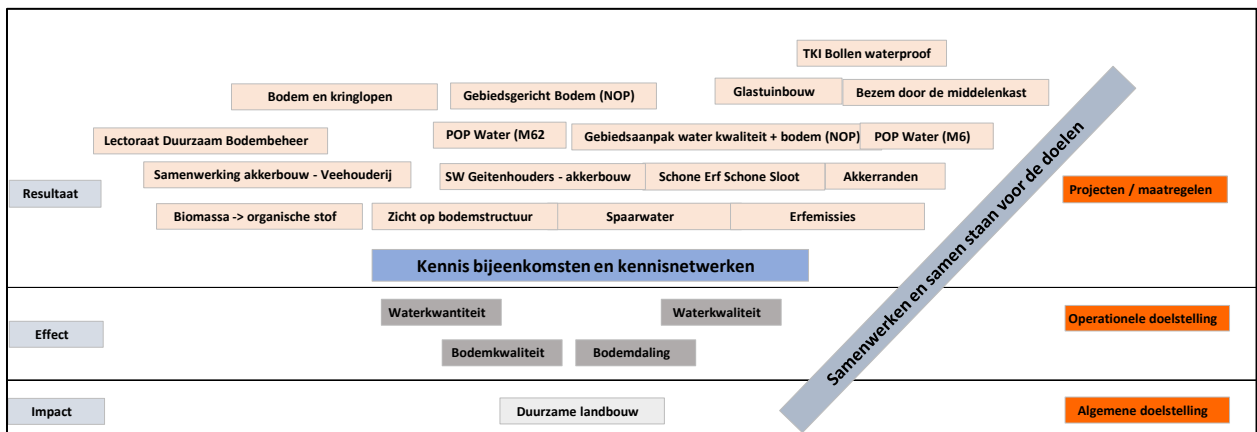 TKI Bollen waterproof
Bodem en kringlopen
Gebiedsgericht Bodem (NOP)
Glastuinbouw
Bezem door de middelenkast
Lectoraat Duurzaam Bodembeheer
POP Water (M62
Gebiedsaanpak water kwaliteit + bodem (NOP)
POP Water (M6)
Resultaat
Samenwerking akkerbouw - Veehouderij
SW Geitenhouders - akkerbouw
Schone Erf Schone Sloot
Akkerranden
Projecten / maatregelen
Biomassa -> organische stof
Zicht op bodemstructuur
Spaarwater
Erfemissies
Kennis bijeenkomsten en kennisnetwerken
Samenwerken en samen staan voor de doelen
Effect
Waterkwantiteit
Waterkwaliteit
Operationele doelstelling
Bodemkwaliteit
Bodemdaling
Impact
Duurzame landbouw
Algemene doelstelling